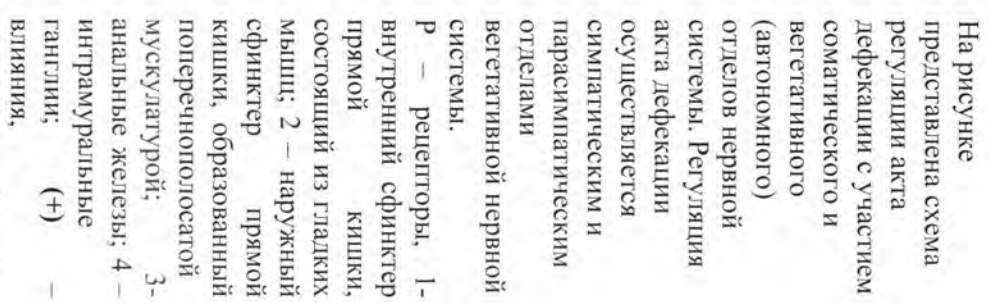 На рисунке
представлена схема
регуляции акта
дефекации с участием
соматического и
вегетативного
(автономного)
отделов нервной
системы. Регуляция
акта дефекации
осуществляется
симпатическим и
парасимпатическим
отделами
вегетативной нервной
системы.
Р – рецепторы, 1-
внутренний сфинктер
прямой кишки,
состоящий из гладких
мышц; 2 – наружный
сфинктер прямой
кишки, образованный
поперечнополосатой
мускулатурой; 3-
анальные железы; 4 –
интрамуральные
ганглии; (+) –
влияния,